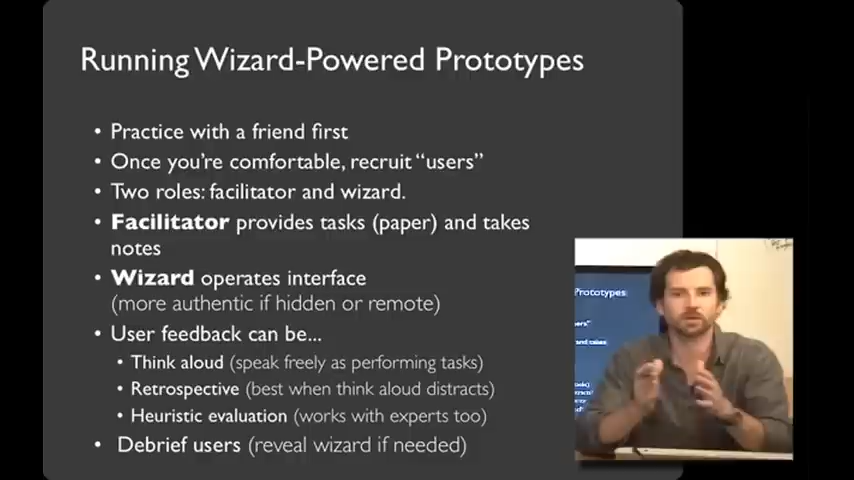 Running Wizard-Powered Prototypes
• Practice with a friend first
• Once you're comfortable, recruit "users"
• Two roles: facilitator and wizard.
• Facilitator provides tasks (paper) and takes
notes
• Wizard operates interface
(more authentic if hidden or remote)
• User feedback can be...
• Think aloud (speak freely as performing tasks)
• Retrospective (best when think aloud distracts)
• Heuristic evaluation (works with experts too)
• Debrief users (reveal wizard if needed)
Prototypes
and takes